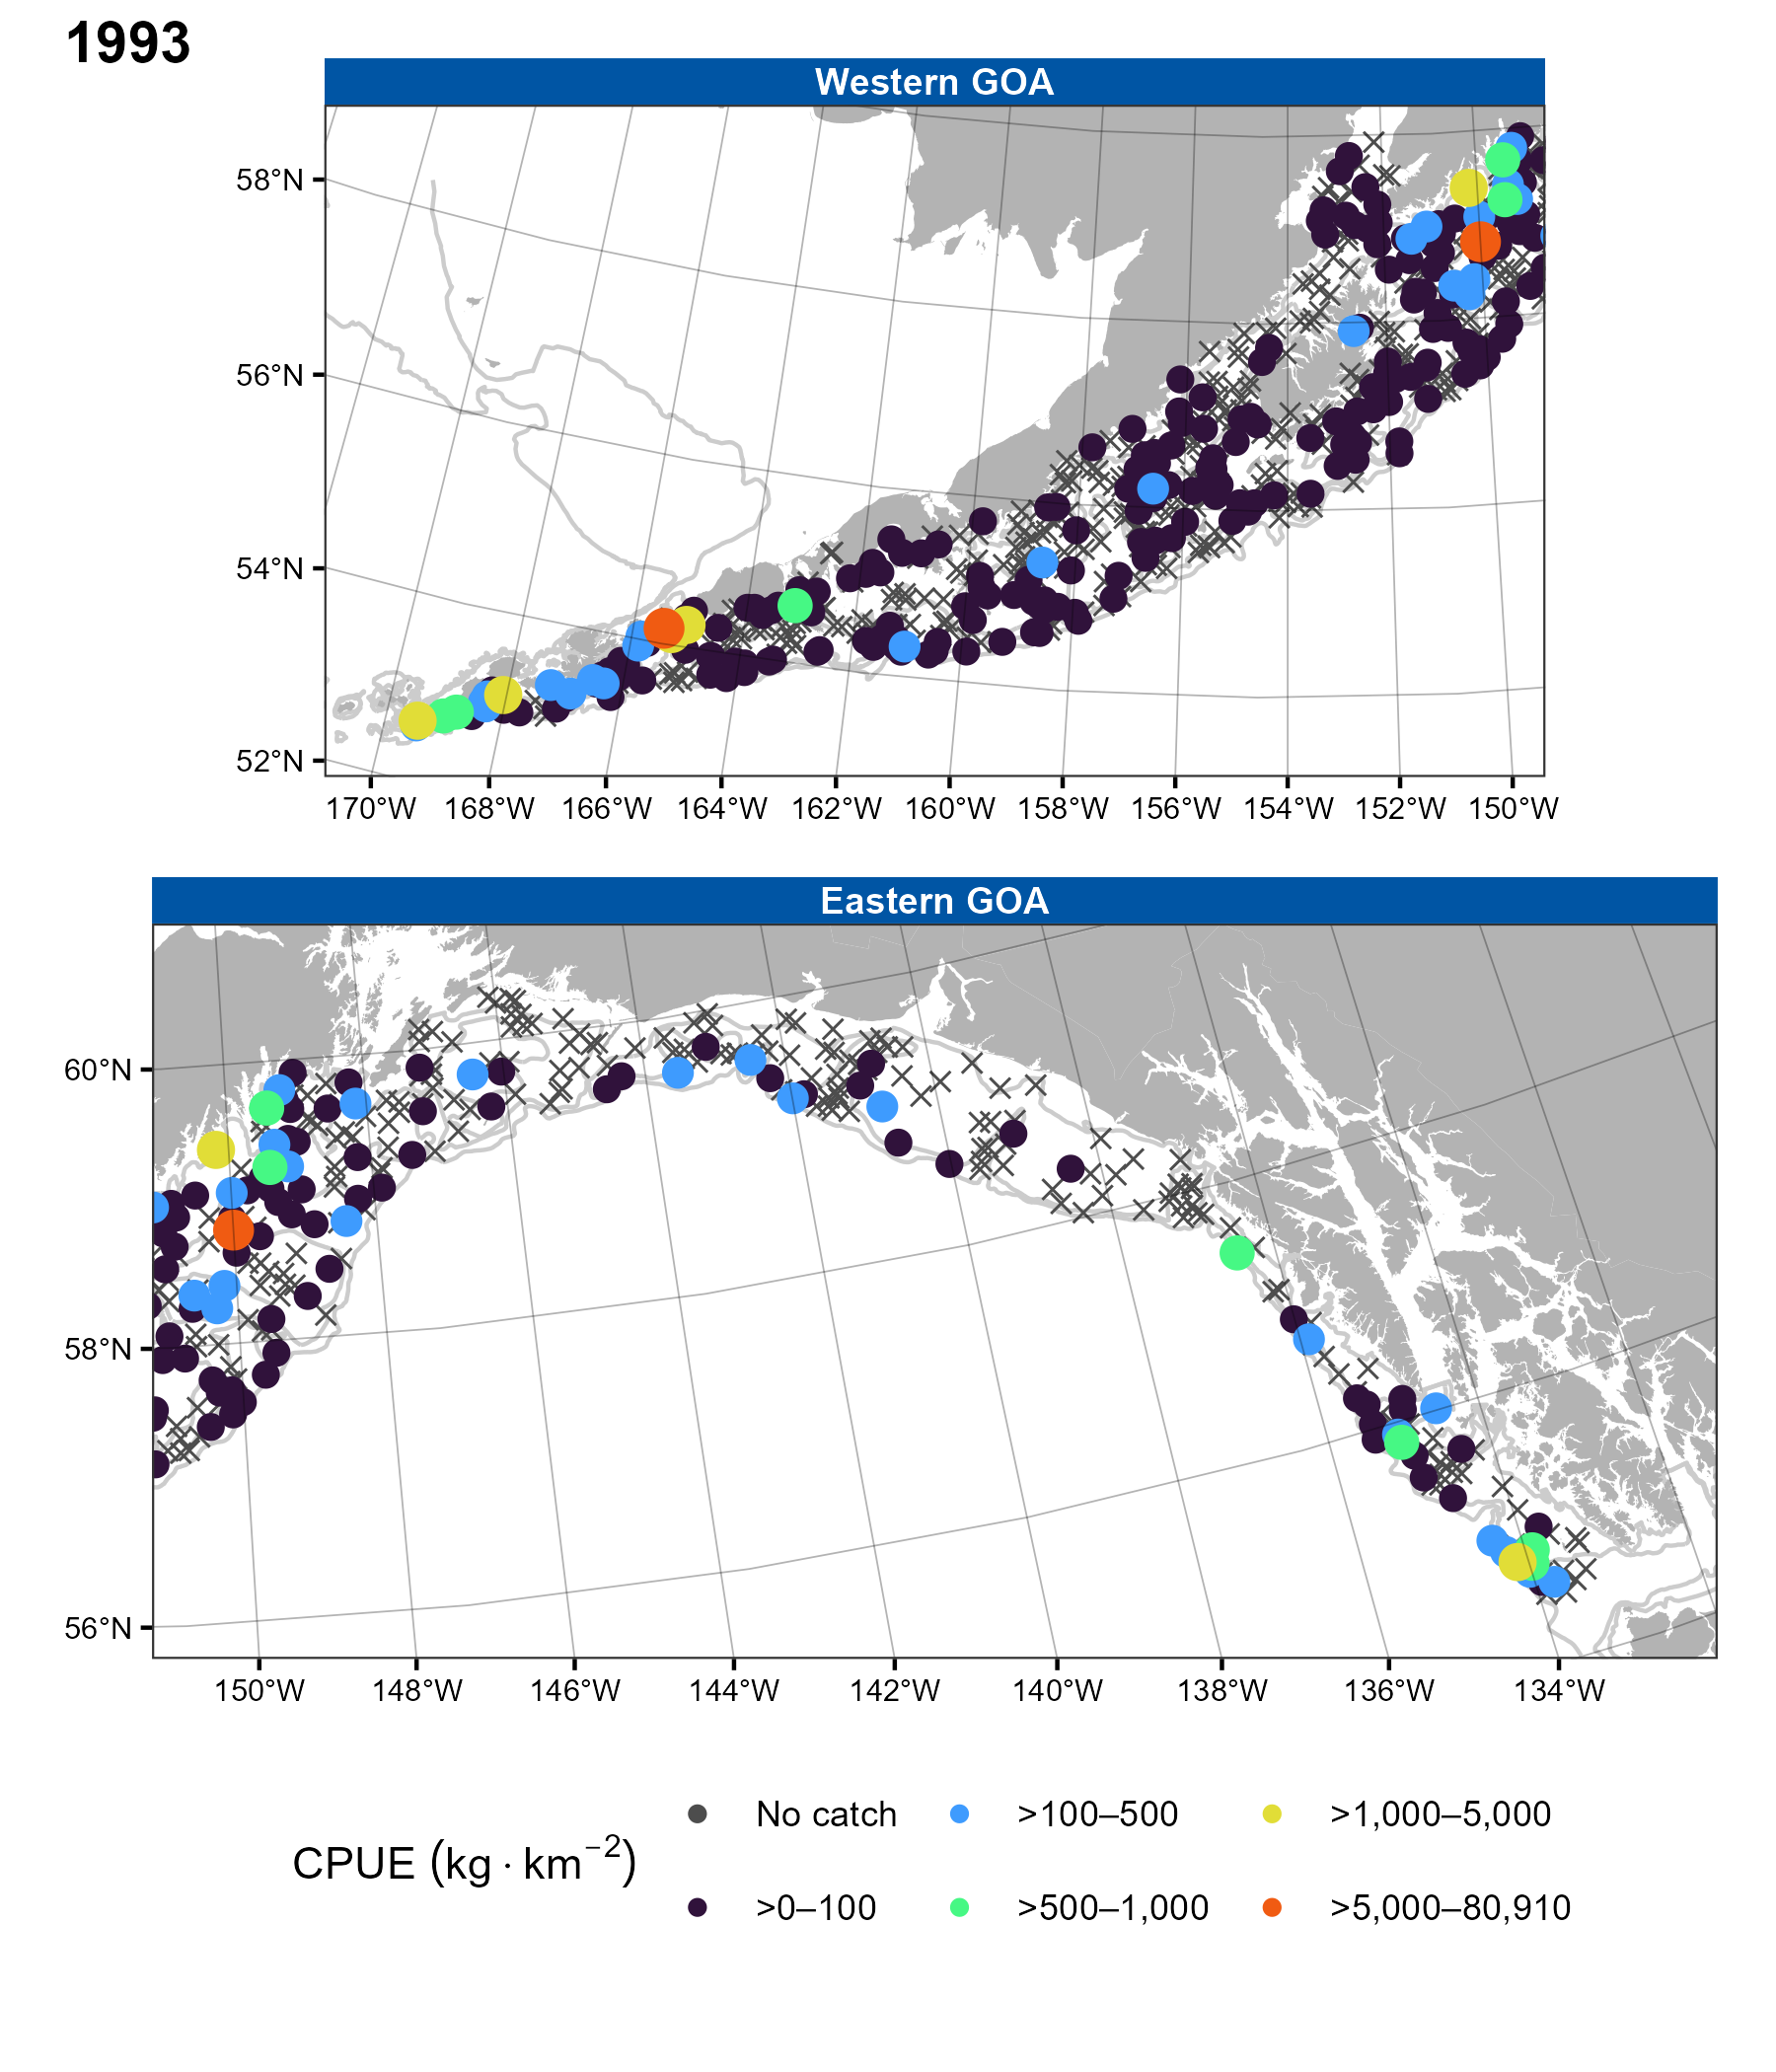 1993
Western GOA
58°N
56°N
54°N
52°N
170°W 168°W 166°W 164°W 162°W 160°W 158°W 156°W 154°W 152°W 150°W
Eastern GOA
60°N
58°N
56°N
150°W 148°W 146°W 144°W 142°W 140°W 138°W 136°W 134°W
CPUE (kg · km⁻²)
No catch >100–500 >1,000–5,000
>0–100 >500–1,000 >5,000–80,910